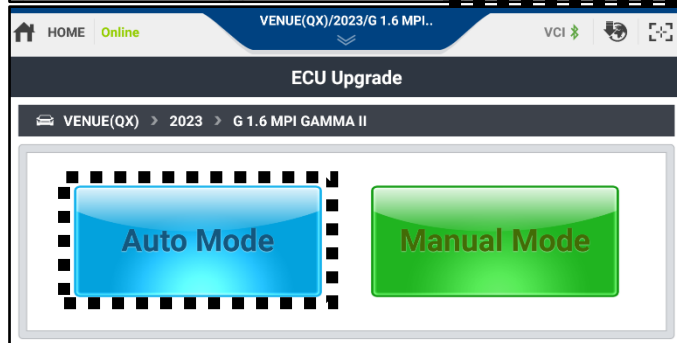 HOME Online VENUE(QX)/2023/G 1.6 MPI.. VCI
ECU Upgrade
VENUE(QX) > 2023 > G 1.6 MPI GAMMA II
Auto Mode Manual Mode